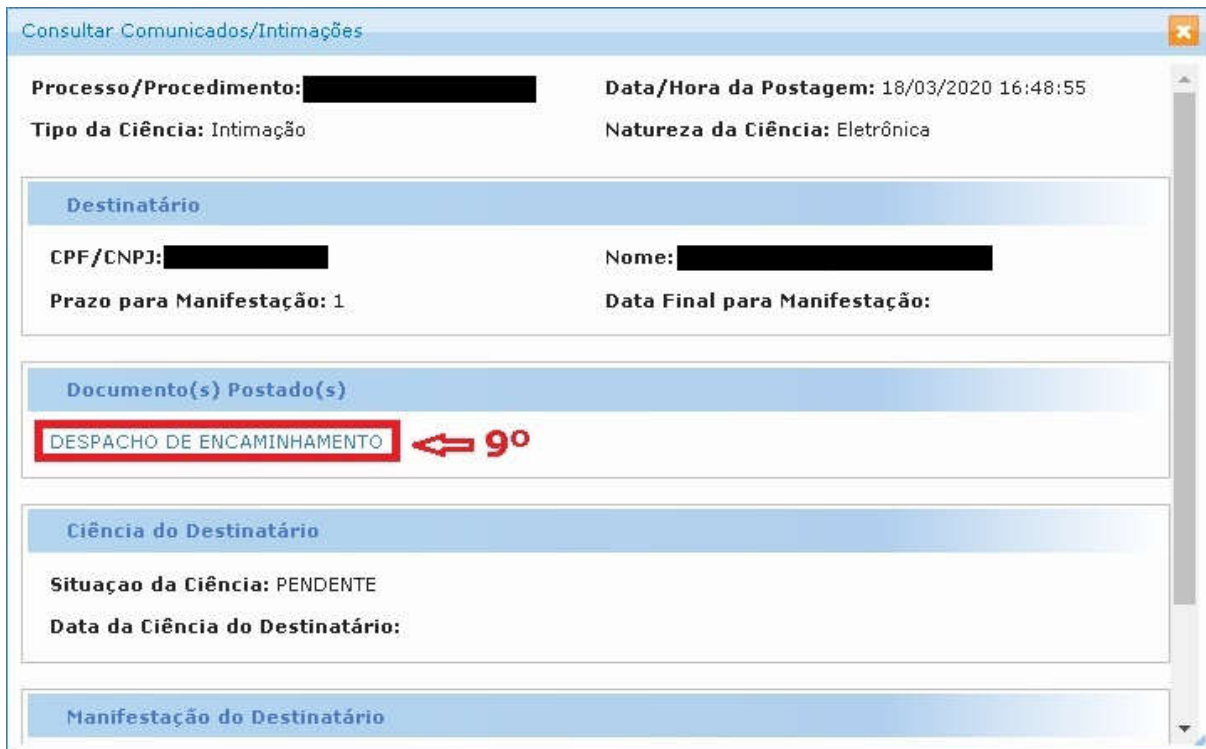 Consultar Comunicados/Intimações
Processo/Procedimento: Data/Hora da Postagem: 18/03/2020 16:48:55
Tipo da Ciência: Intimação Natureza da Ciência: Eletrônica
Destinatário
CPF/CNPJ: Nome:
Prazo para Manifestação: 1 Data Final para Manifestação:
Documento(s) Postado(s)
DESPACHO DE ENCAMINHAMENTO 9º
Ciência do Destinatário
Situaçao da Ciência: PENDENTE
Data da Ciência do Destinatário:
Manifestação do Destinatário